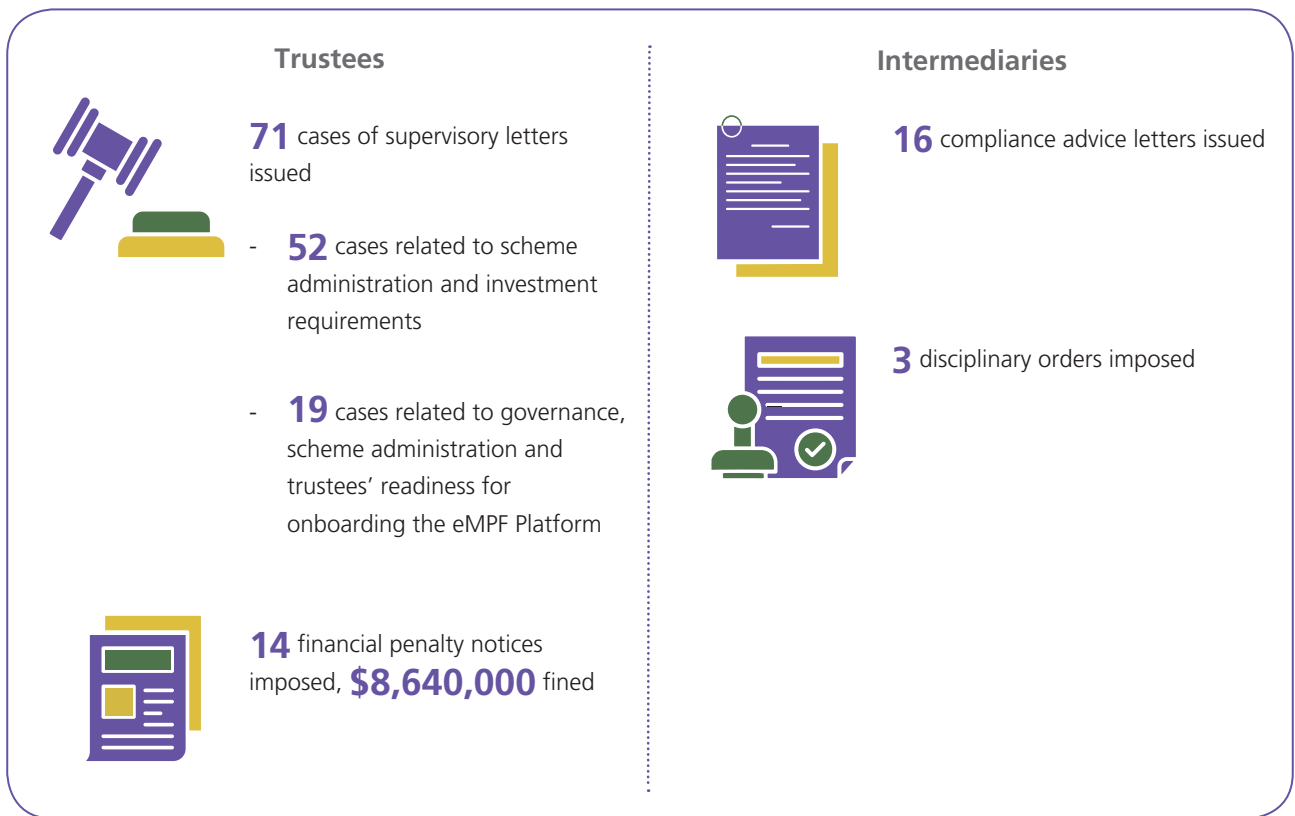 Trustees
71 cases of supervisory letters
issued
- 52 cases related to scheme
administration and investment
requirements
- 19 cases related to governance,
scheme administration and
trustees’ readiness for
onboarding the eMPF Platform
14 financial penalty notices
imposed, $8,640,000 fined
Intermediaries
16 compliance advice letters issued
3 disciplinary orders imposed